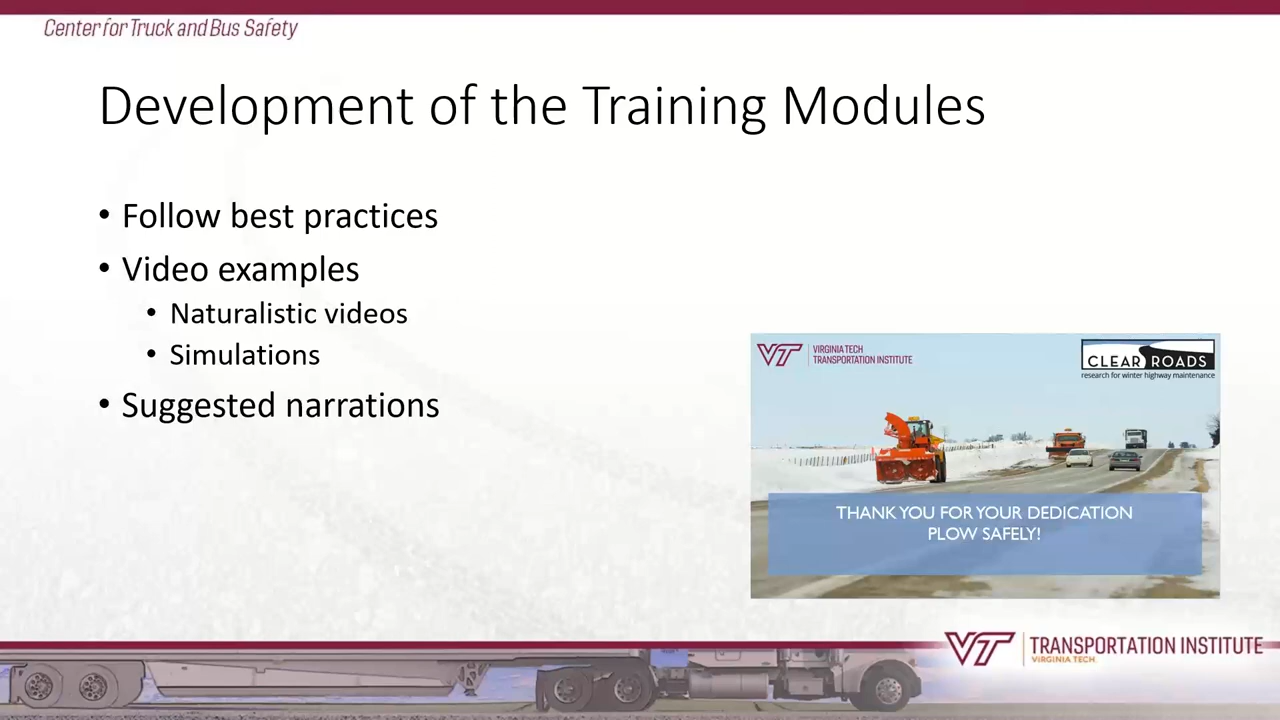 Center for Truck and Bus Safety
Development of the Training Modules
• Follow best practices
• Video examples
• Naturalistic videos
• Simulations
• Suggested narrations
VT VIRGINIA TECH
TRANSPORTATION INSTITUTE
CLEAR ROADS
research for winter highway maintenance
THANK YOU FOR YOUR DEDICATION
PLOW SAFELY!
VT TRANSPORTATION INSTITUTE
VIRGINIA TECH